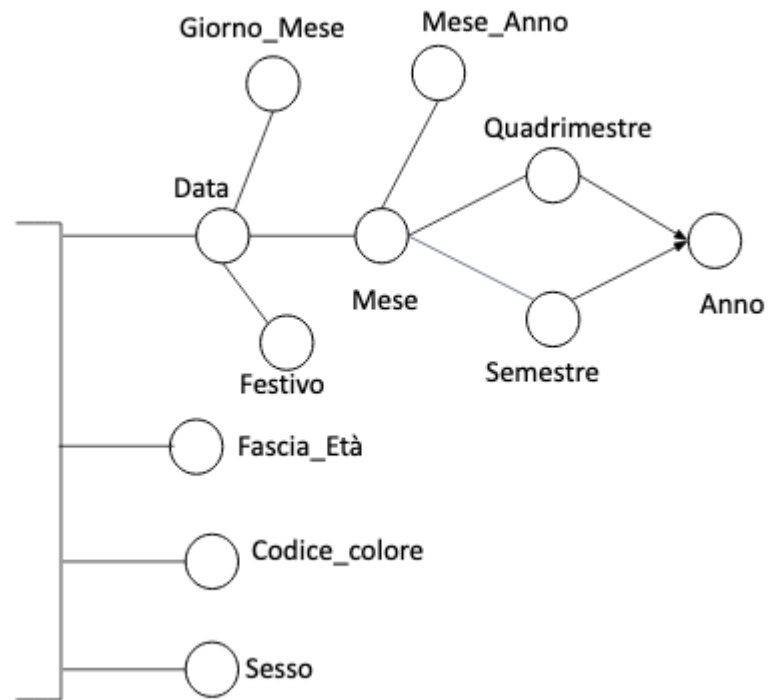 Giorno_Mese
Mese_Anno
Quadrimestre
Data
Mese
Anno
Semestre
Festivo
Fascia_Età
Codice_colore
Sesso